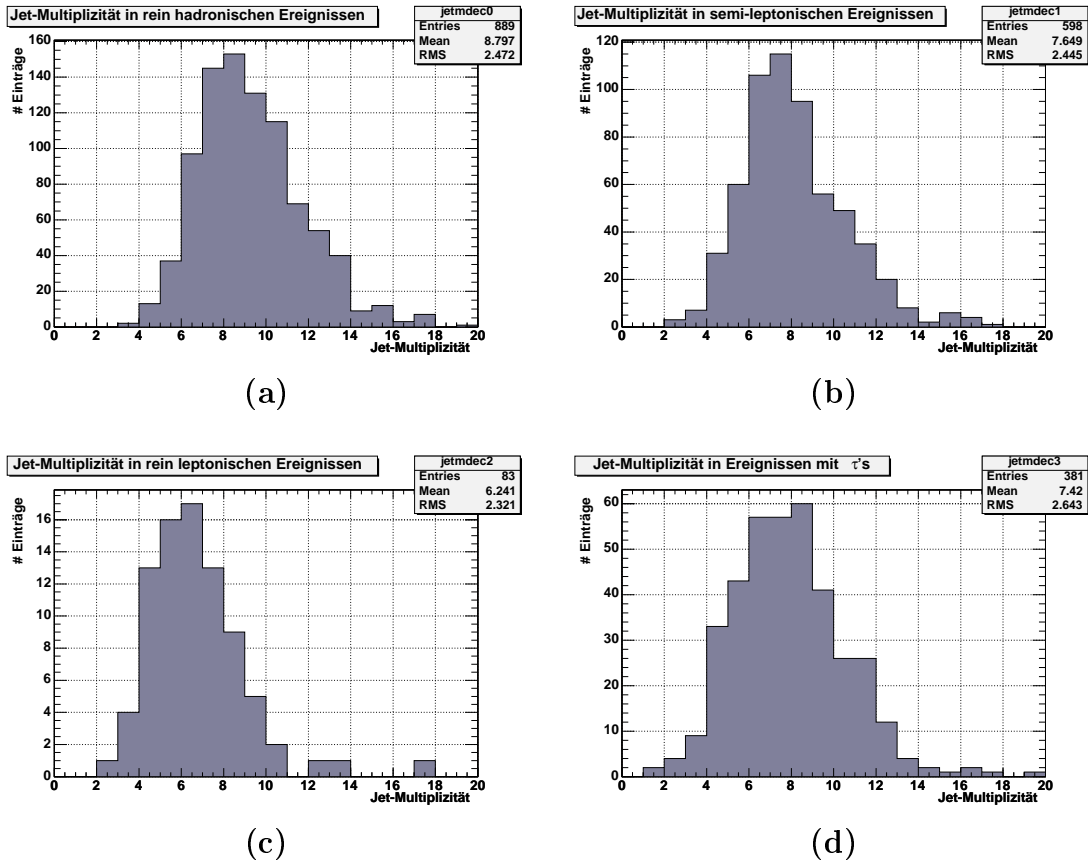 Jet-Multiplizität in rein hadronischen Ereignissen
jetmdec0
Entries 889
Mean 8.797
RMS 2.472
# Einträge
160
140
120
100
80
60
40
20
0
0 2 4 6 8 10 12 14 16 18 20
Jet-Multiplizität
(a)
Jet-Multiplizität in semi-leptonischen Ereignissen
jetmdec1
Entries 598
Mean 7.649
RMS 2.445
# Einträge
120
100
80
60
40
20
0
0 2 4 6 8 10 12 14 16 18 20
Jet-Multiplizität
(b)
Jet-Multiplizität in rein leptonischen Ereignissen
jetmdec2
Entries 83
Mean 6.241
RMS 2.321
# Einträge
16
14
12
10
8
6
4
2
0
0 2 4 6 8 10 12 14 16 18 20
Jet-Multiplizität
(c)
Jet-Multiplizität in Ereignissen mit τ's
jetmdec3
Entries 381
Mean 7.42
RMS 2.643
# Einträge
60
50
40
30
20
10
0
0 2 4 6 8 10 12 14 16 18 20
Jet-Multiplizität
(d)